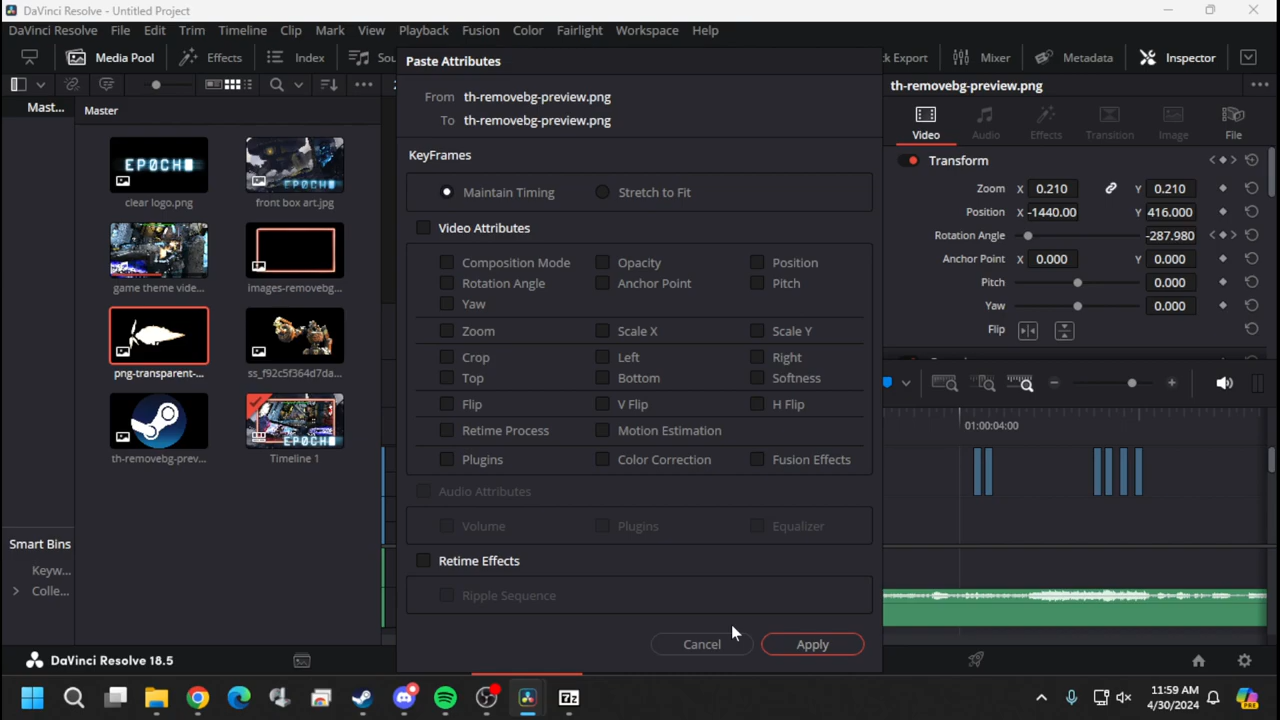 DaVinci Resolve - Untitled Project
DaVinci Resolve File Edit Trim Timeline Clip Mark View Playback Fusion Color Fairlight Workspace Help
Media Pool Effects Index Sou
ck Export Mixer Metadata Inspector
Mast... Master
EPOCH
clear logo.png
EPOCH
front box art.jpg
game theme vide...
images-removebg...
png-transparent-...
ss_f92c5f364d7da...
th-removebg-prev...
EPOCH
Timeline 1
Smart Bins
Keyw...
Colle...
Paste Attributes
From th-removebg-preview.png
To th-removebg-preview.png
KeyFrames
Maintain Timing Stretch to Fit
Video Attributes
Composition Mode Opacity Position
Rotation Angle Anchor Point Pitch
Yaw
Zoom Scale X Scale Y
Crop Left Right
Top Bottom Softness
Flip V Flip H Flip
Retime Process Motion Estimation
Plugins Color Correction Fusion Effects
Audio Attributes
Volume Plugins Equalizer
Retime Effects
Ripple Sequence
Cancel Apply
th-removebg-preview.png
Video Audio Effects Transition Image File
Transform
Zoom X 0.210 Y 0.210
Position X -1440.00 Y 416.000
Rotation Angle -287.980
Anchor Point X 0.000 Y 0.000
Pitch 0.000
Yaw 0.000
Flip
01:00:04:00
DaVinci Resolve 18.5
11:59 AM
4/30/2024
7z
PRE